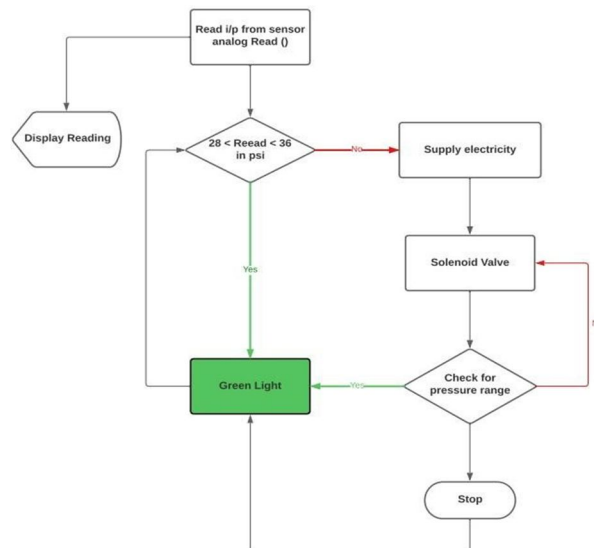 Read i/p from sensor
analog Read ()
Display Reading
28 < Reead < 36
in psi
No
Supply electricity
Yes
Solenoid Valve
Green Light
Yes
Check for
pressure range
Stop